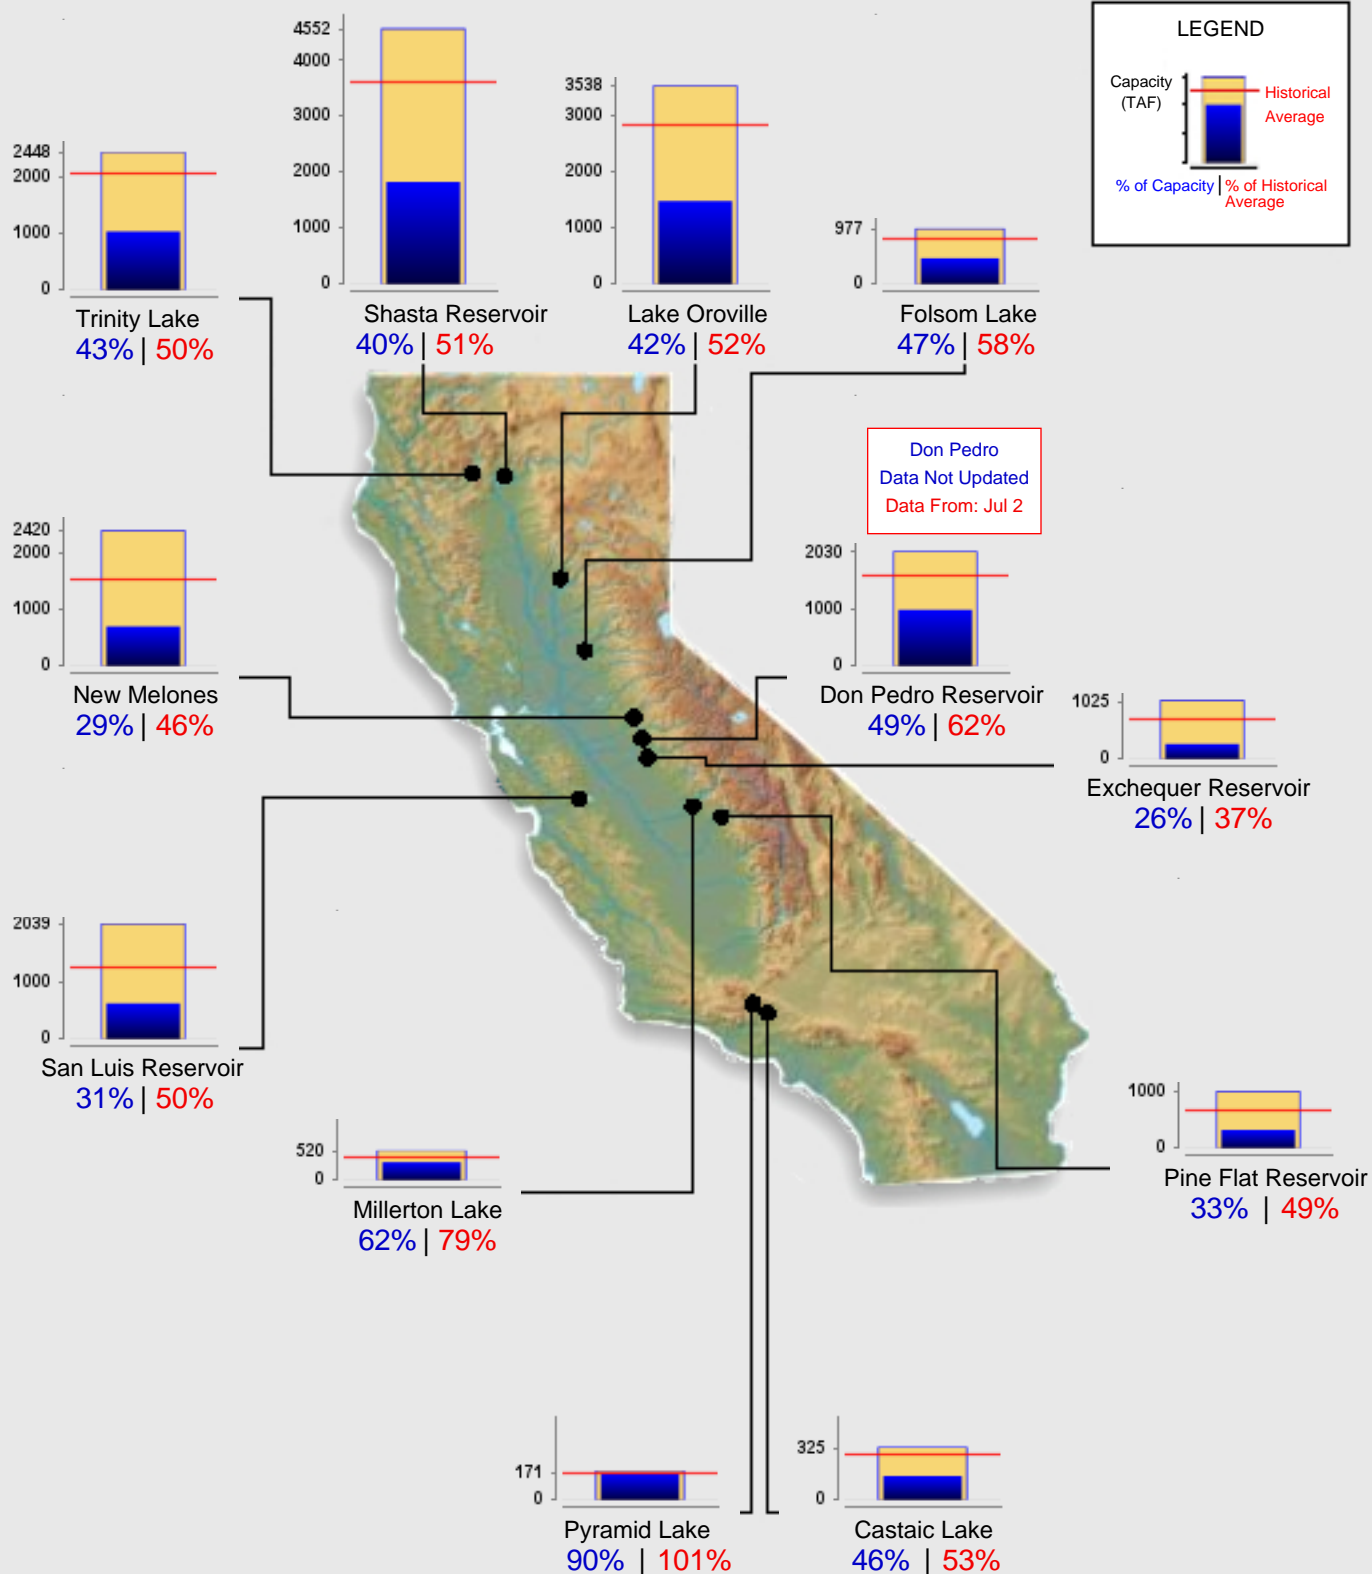 LEGEND
Capacity
(TAF)
Historical
Average
% of Capacity | % of Historical
Average
4552
4000
3000
2000
1000
0
Shasta Reservoir
40% | 51%
3538
3000
2000
1000
0
Lake Oroville
42% | 52%
2448
2000
1000
0
Trinity Lake
43% | 50%
977
0
Folsom Lake
47% | 58%
Don Pedro
Data Not Updated
Data From: Jul 2
2420
2000
1000
0
New Melones
29% | 46%
2030
1000
0
Don Pedro Reservoir
49% | 62%
1025
0
Exchequer Reservoir
26% | 37%
2039
1000
0
San Luis Reservoir
31% | 50%
520
0
Millerton Lake
62% | 79%
1000
0
Pine Flat Reservoir
33% | 49%
171
0
Pyramid Lake
90% | 101%
325
0
Castaic Lake
46% | 53%